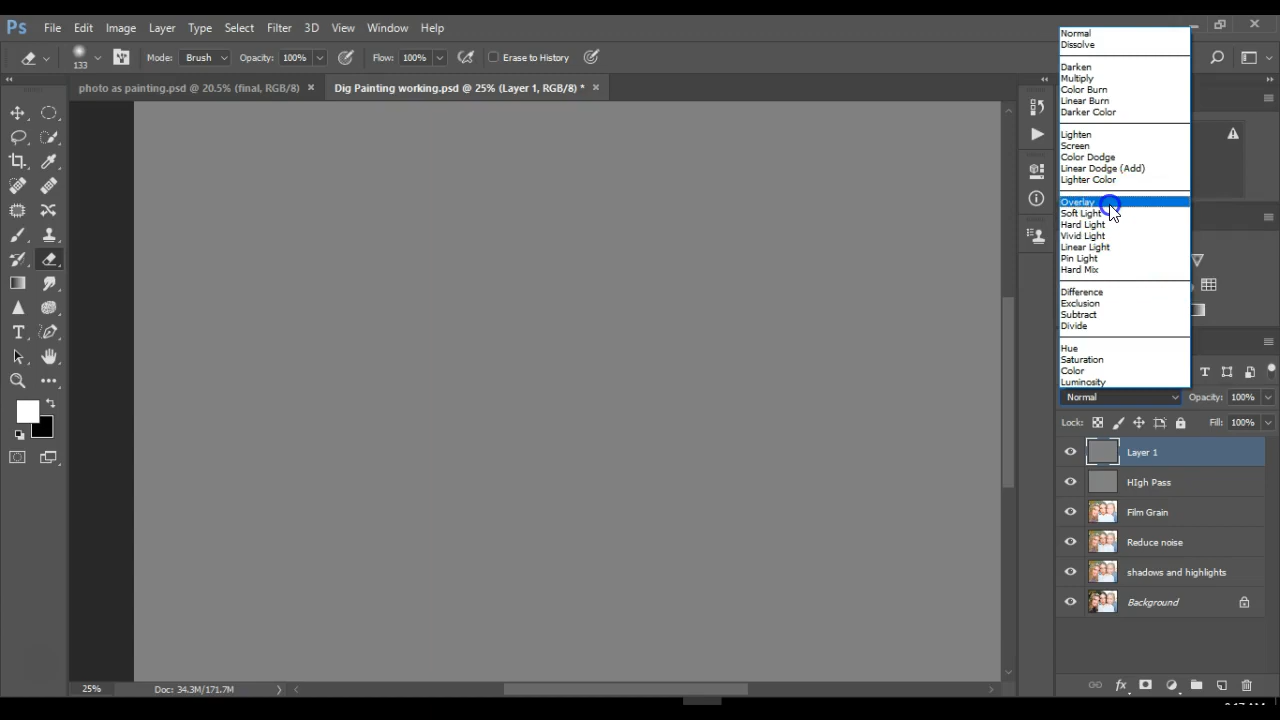 Ps File Edit Image Layer Type Select Filter 3D View Window Help
133 Mode: Brush Opacity: 100% Flow: 100% Erase to History
photo as painting.psd @ 20.5% (final, RGB/8) × Dig Painting working.psd @ 25% (Layer 1, RGB/8) * ×
Normal
Dissolve
Darken
Multiply
Color Burn
Linear Burn
Darker Color
Lighten
Screen
Color Dodge
Linear Dodge (Add)
Lighter Color
Overlay
Soft Light
Hard Light
Vivid Light
Linear Light
Pin Light
Hard Mix
Difference
Exclusion
Subtract
Divide
Hue
Saturation
Color
Luminosity
Normal Opacity: 100%
Lock: Fill: 100%
Layer 1
HIgh Pass
Film Grain
Reduce noise
shadows and highlights
Background
25% Doc: 34.3M/171.7M